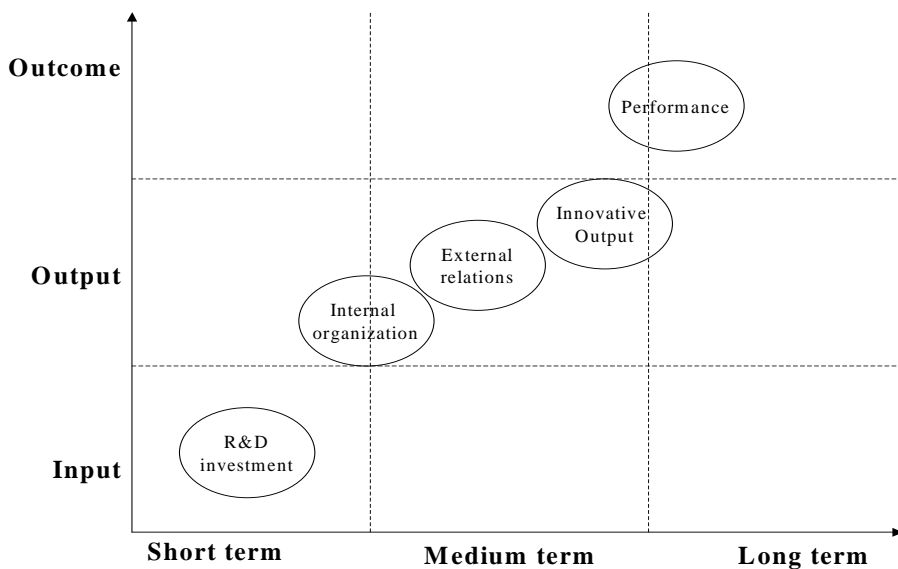 Outcome
Performance
Innovative
Output
External
relations
Output
Internal
organization
R&D
investment
Input
Short term
Medium term
Long term